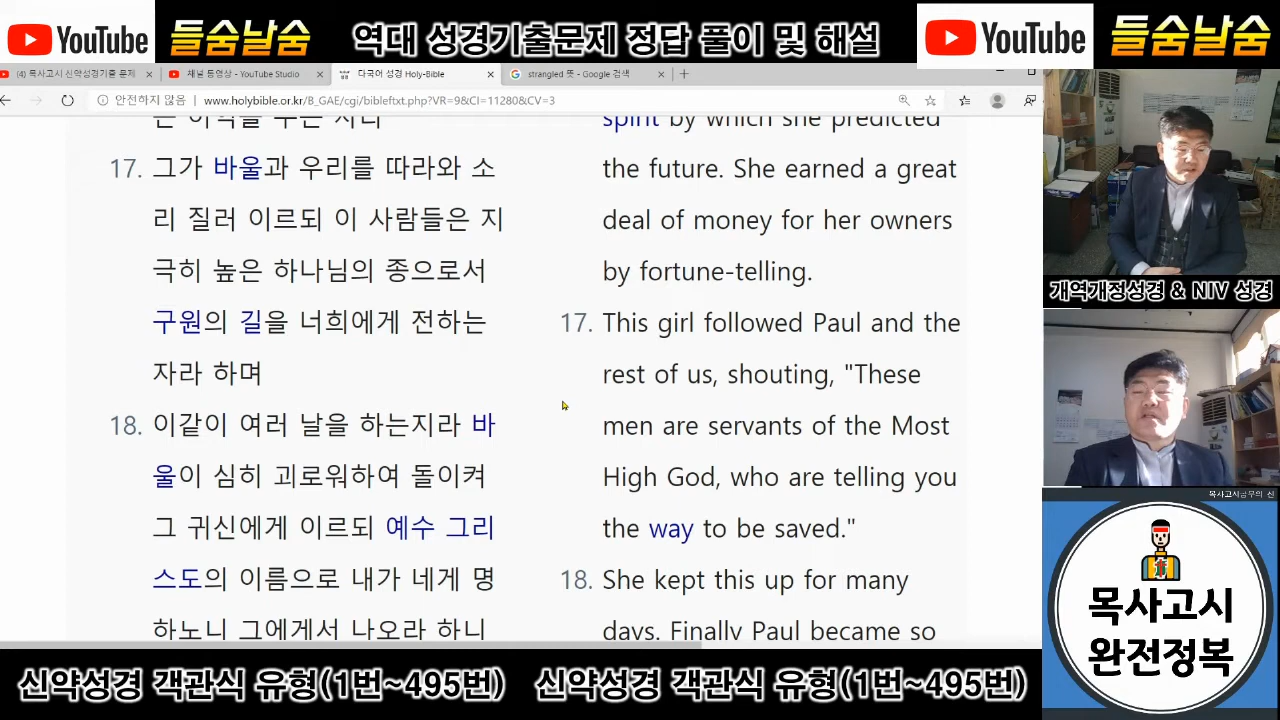 YouTube 들숨날숨 역대 성경기출문제 정답 풀이 및 해설 YouTube 들숨날숨
(4) 목사고시 신약성경기출 문제 × 채널 동영상 - YouTube Studio × 다국어 성경 Holy-Bible × strangled 뜻 - Google 검색 × +
안전하지 않음 | www.holybible.or.kr/B_GAE/cgi/bibleftxt.php?VR=9&CI=11280&CV=3
17. 그가 바울과 우리를 따라와 소
리 질러 이르되 이 사람들은 지
극히 높은 하나님의 종으로서
구원의 길을 너희에게 전하는
자라 하며
18. 이같이 여러 날을 하는지라 바
울이 심히 괴로워하여 돌이켜
그 귀신에게 이르되 예수 그리
스도의 이름으로 내가 네게 명
하노니 그에게서 나오라 하니
spirit by which she predicted
the future. She earned a great
deal of money for her owners
by fortune-telling.
17. This girl followed Paul and the
rest of us, shouting, "These
men are servants of the Most
High God, who are telling you
the way to be saved."
18. She kept this up for many
days. Finally Paul became so
개역개정성경 & NIV 성경
목사고시공부의 신
목사고시
완전정복
신약성경 객관식 유형(1번~495번) 신약성경 객관식 유형(1번~495번)